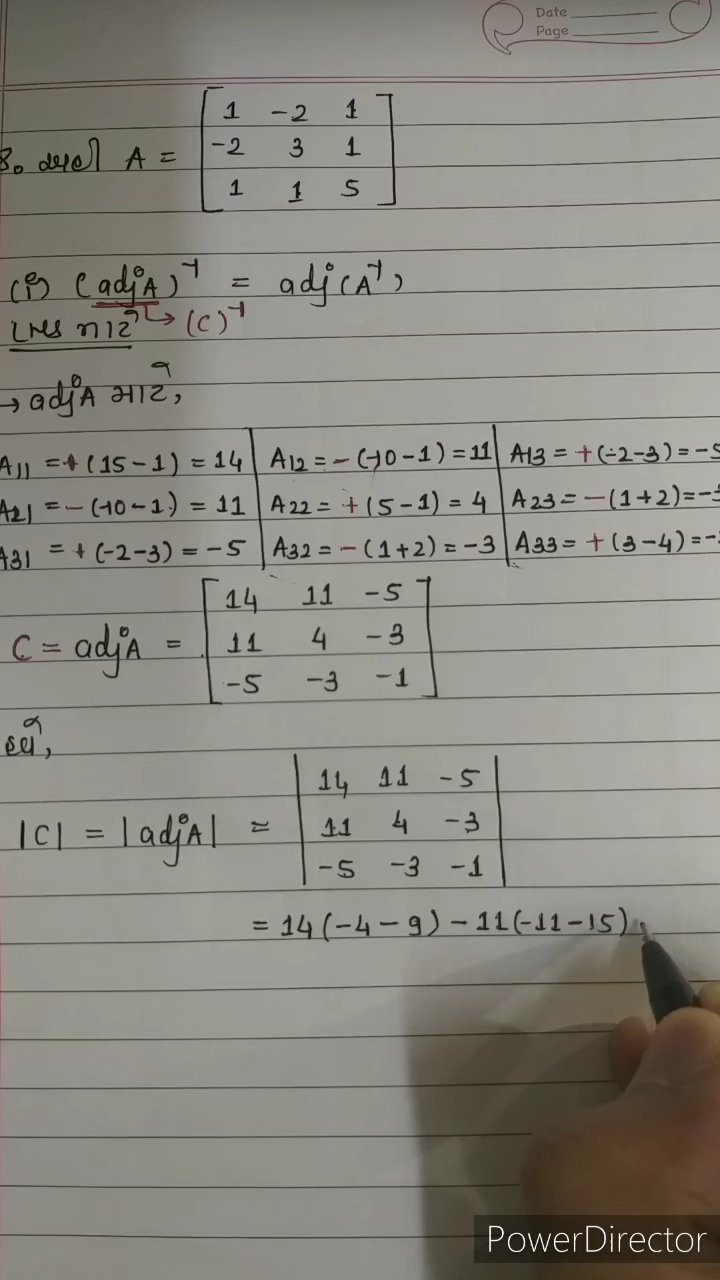 Date
Page
8. અહીં A = [ 1 -2 1
-2 3 1
1 1 5 ]
(i) (adjA)⁻¹ = adj(A⁻¹)
LHS માટે → (C)⁻¹
→ adjA માટે,
A11 = +(15-1) = 14 | A12 = -(-10-1) = 11 | A13 = +(-2-3) = -5
A21 = -(-10-1) = 11 | A22 = +(5-1) = 4 | A23 = -(1+2) = -3
A31 = +(-2-3) = -5 | A32 = -(1+2) = -3 | A33 = +(3-4) = -
C = adjA = [ 14 11 -5
11 4 -3
-5 -3 -1 ]
હવે,
|C| = |adjA| = | 14 11 -5
11 4 -3
-5 -3 -1 |
= 14(-4-9) - 11(-11-15)
PowerDirector